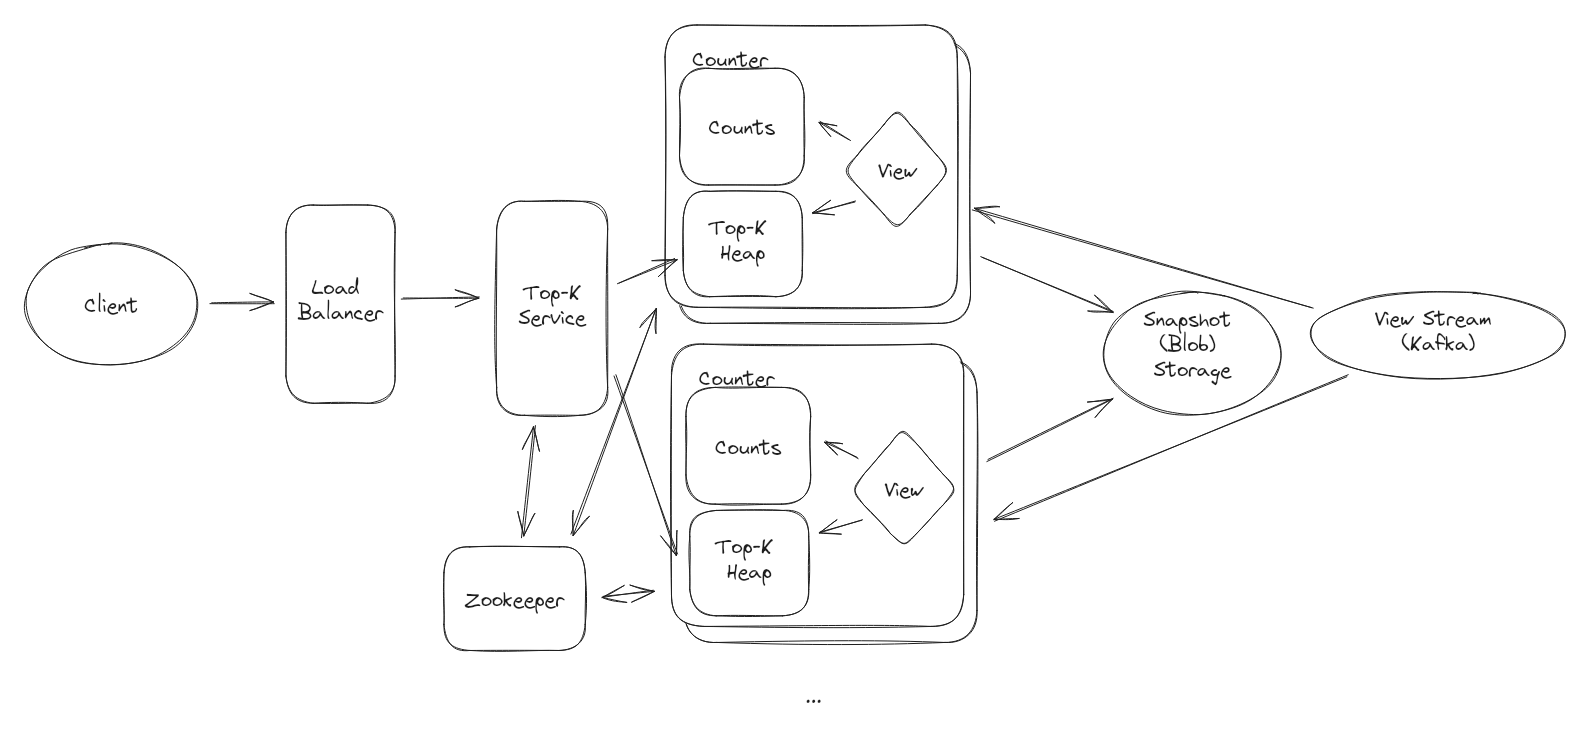 Client
Load
Balancer
Top-K
Service
Zookeeper
Counter
Counts
View
Top-K
Heap
Counter
Counts
View
Top-K
Heap
Snapshot
(Blob)
Storage
View Stream
(Kafka)
...